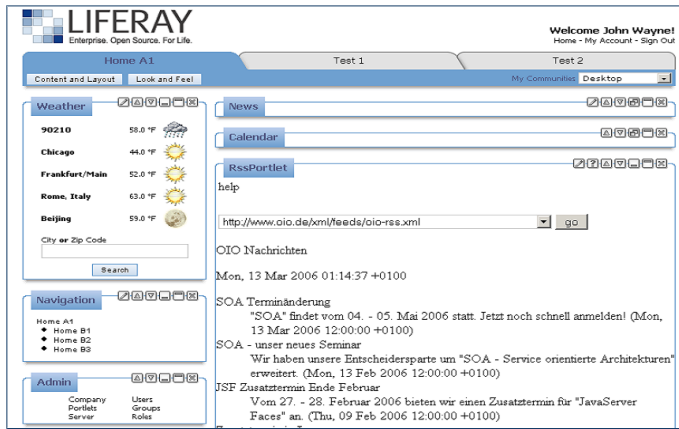 LIFERAY
Enterprise. Open Source. For Life.
Welcome John Wayne!
Home - My Account - Sign Out
Home A1
Test 1
Test 2
Content and Layout
Look and Feel
My Communities Desktop
Weather
90210 58.0 °F
Chicago 44.0 °F
Frankfurt/Main 52.0 °F
Rome, Italy 63.0 °F
Beijing 59.0 °F
City or Zip Code
Search
Navigation
Home A1
Home B1
Home B2
Home B3
Admin
Company Users
Portlets Groups
Server Roles
News
Calendar
RssPortlet
help
http://www.oio.de/xml/feeds/oio-rss.xml
go
OIO Nachrichten
Mon, 13 Mar 2006 01:14:37 +0100
SOA Terminänderung
"SOA" findet vom 04. - 05. Mai 2006 statt. Jetzt noch schnell anmelden! (Mon,
13 Mar 2006 12:00:00 +0100)
SOA - unser neues Seminar
Wir haben unsere Entscheidersparte um "SOA - Service orientierte Architekturen"
erweitert. (Mon, 13 Feb 2006 12:00:00 +0100)
JSF Zusatztermin Ende Februar
Vom 27. - 28. Februar 2006 bieten wir einen Zusatztermin für "JavaServer
Faces" an. (Thu, 09 Feb 2006 12:00:00 +0100)